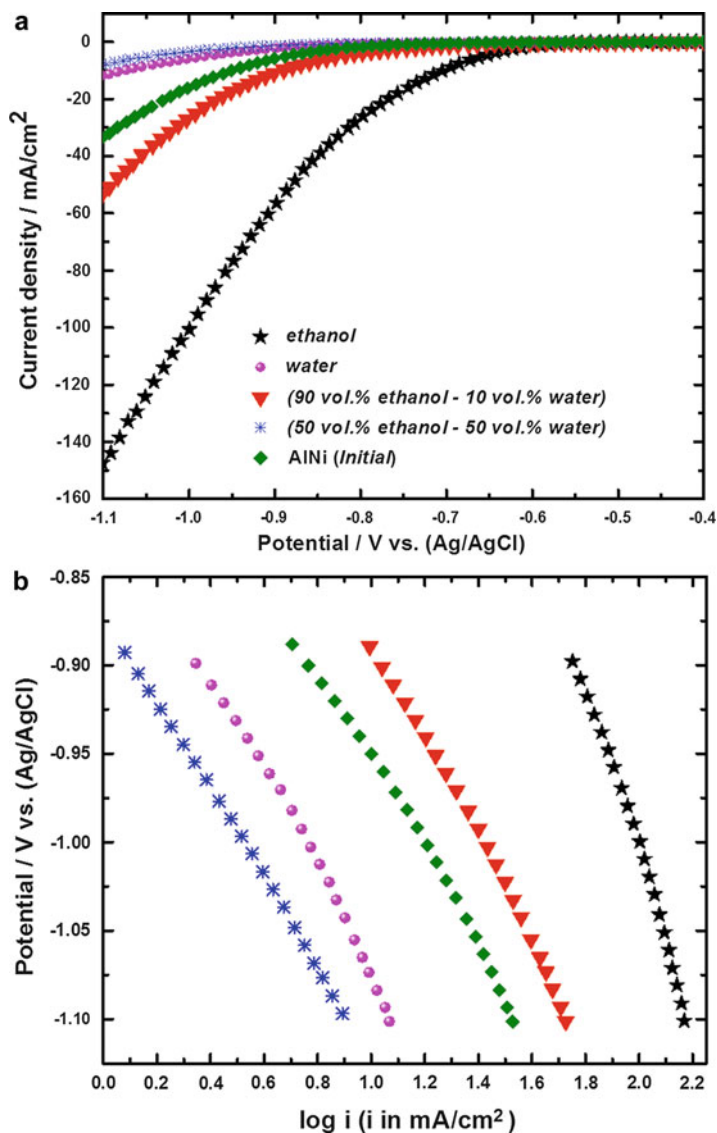 a
0
-20
-40
-60
-80
-100
-120
-140
-160
Current density / mA/cm²
ethanol
water
(90 vol.% ethanol - 10 vol.% water)
(50 vol.% ethanol - 50 vol.% water)
AlNi (Initial)
-1.1 -1.0 -0.9 -0.8 -0.7 -0.6 -0.5 -0.4
Potential / V vs. (Ag/AgCl)
b
-0.85
-0.90
-0.95
-1.00
-1.05
-1.10
Potential / V vs. (Ag/AgCl)
0.0 0.2 0.4 0.6 0.8 1.0 1.2 1.4 1.6 1.8 2.0 2.2
log i (i in mA/cm²)